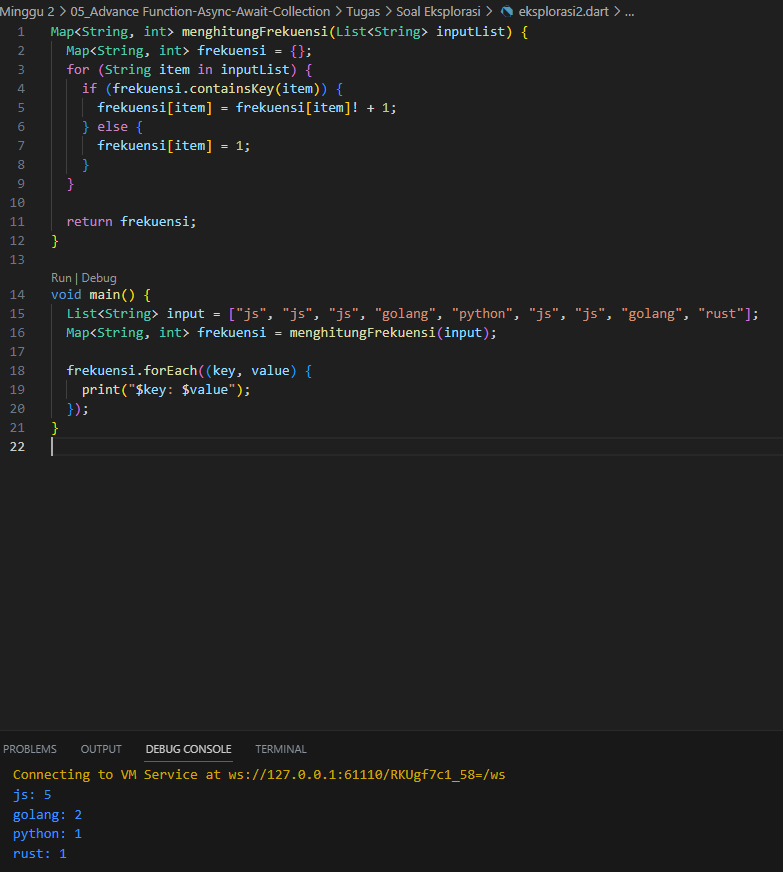 Minggu 2 > 05_Advance Function-Async-Await-Collection > Tugas > Soal Eksplorasi > eksplorasi2.dart > ...
1 Map<String, int> menghitungFrekuensi(List<String> inputList) {
2   Map<String, int> frekuensi = {};
3   for (String item in inputList) {
4     if (frekuensi.containsKey(item)) {
5       frekuensi[item] = frekuensi[item]! + 1;
6     } else {
7       frekuensi[item] = 1;
8     }
9   }
10
11   return frekuensi;
12 }
13
Run | Debug
14 void main() {
15   List<String> input = ["js", "js", "js", "golang", "python", "js", "js", "golang", "rust"];
16   Map<String, int> frekuensi = menghitungFrekuensi(input);
17
18   frekuensi.forEach((key, value) {
19     print("$key: $value");
20   });
21 }
22
PROBLEMS OUTPUT DEBUG CONSOLE TERMINAL
Connecting to VM Service at ws://127.0.0.1:61110/RKUgf7c1_58=/ws
js: 5
golang: 2
python: 1
rust: 1